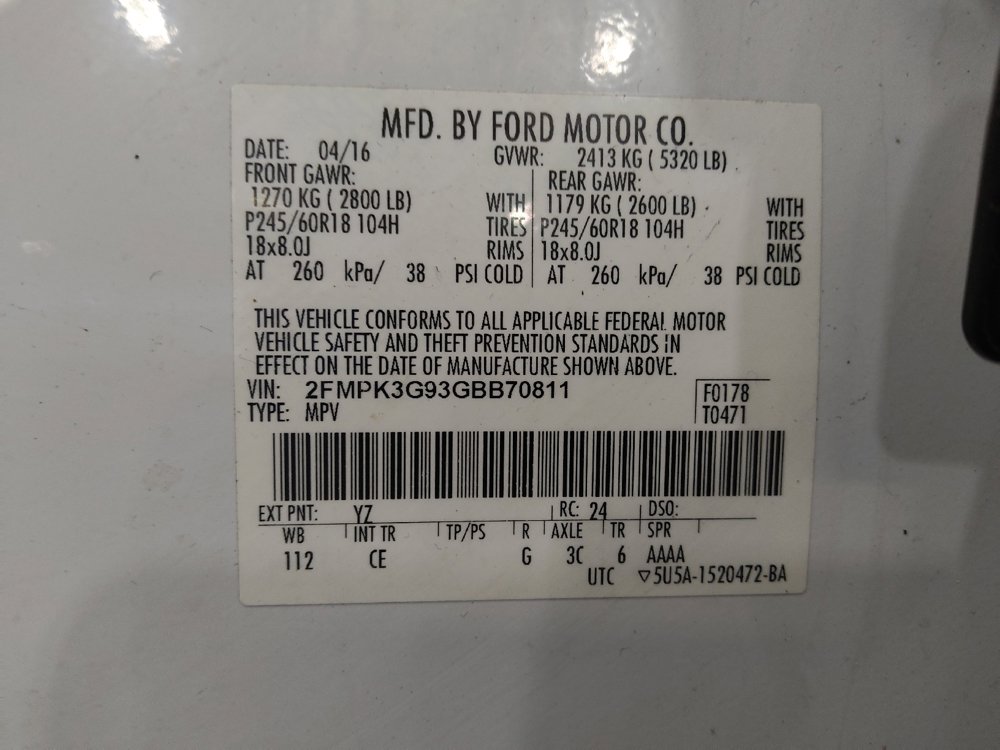 MFD. BY FORD MOTOR CO.
DATE: 04/16 GVWR: 2413 KG ( 5320 LB)
FRONT GAWR: REAR GAWR:
1270 KG ( 2800 LB) WITH 1179 KG ( 2600 LB) WITH
P245/60R18 104H TIRES P245/60R18 104H TIRES
18x8.0J RIMS 18x8.0J RIMS
AT 260 kPa/ 38 PSI COLD AT 260 kPa/ 38 PSI COLD
THIS VEHICLE CONFORMS TO ALL APPLICABLE FEDERAL MOTOR
VEHICLE SAFETY AND THEFT PREVENTION STANDARDS IN
EFFECT ON THE DATE OF MANUFACTURE SHOWN ABOVE.
VIN: 2FMPK3G93GBB70811 F0178
TYPE: MPV T0471
EXT PNT: YZ RC: 24 DSO:
WB INT TR TP/PS R AXLE TR SPR
112 CE G 3C 6 AAAA
UTC ▽5U5A-1520472-BA